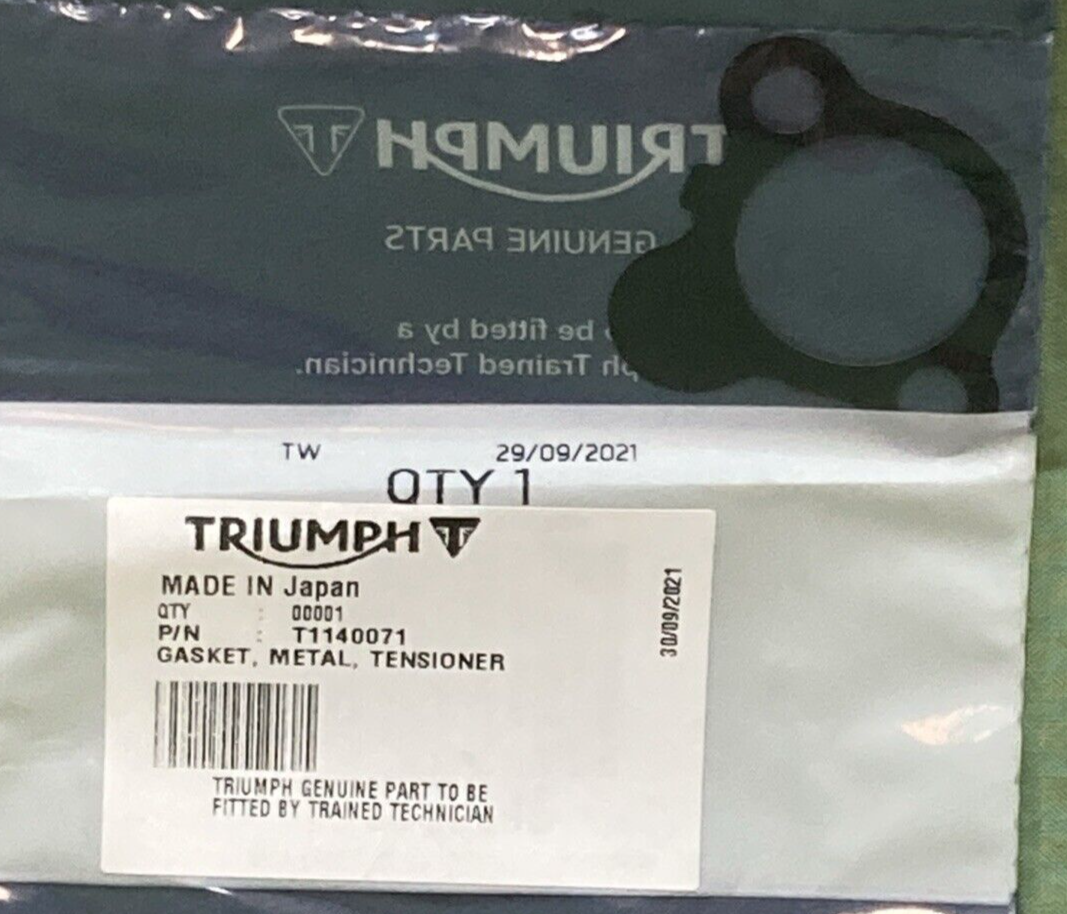 TRIUMPH
GENUINE PARTS
be fitted by a
Trained Technician.
TW 29/09/2021
QTY 1
TRIUMPH
MADE IN Japan
QTY : 00001
P/N : T1140071
GASKET, METAL, TENSIONER
30/09/2021
TRIUMPH GENUINE PART TO BE
FITTED BY TRAINED TECHNICIAN